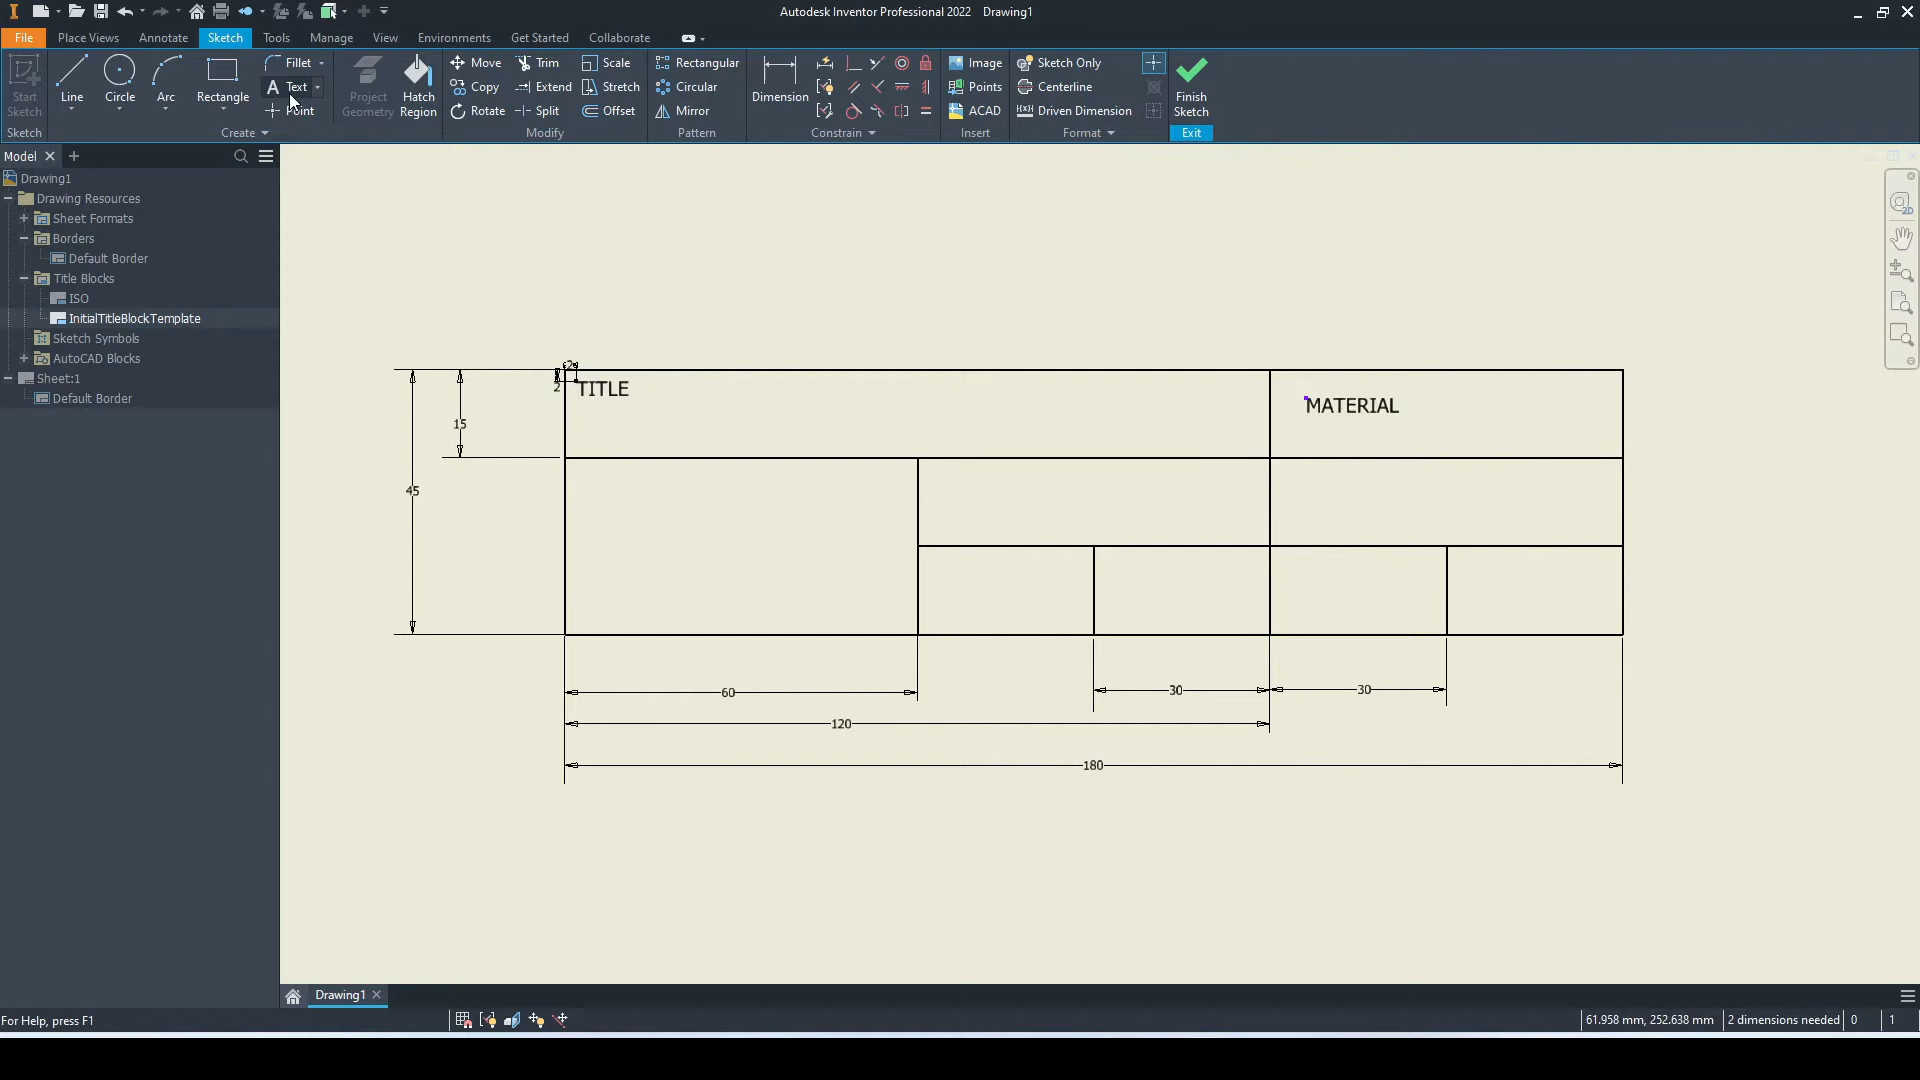 Autodesk Inventor Professional 2022 Drawing1
File Place Views Annotate Sketch Tools Manage View Environments Get Started Collaborate
Start Sketch
Line
Circle
Arc
Rectangle
Fillet
Text
Point
Project Geometry
Hatch Region
Move
Copy
Rotate
Trim
Extend
Split
Scale
Stretch
Offset
Rectangular
Circular
Mirror
Dimension
Image
Points
ACAD
Sketch Only
Centerline
Driven Dimension
Finish Sketch
Sketch Create Modify Pattern Constrain Insert Format Exit
Model
Drawing1
Drawing Resources
Sheet Formats
Borders
Default Border
Title Blocks
ISO
InitialTitleBlockTemplate
Sketch Symbols
AutoCAD Blocks
Sheet:1
Default Border
2D
2
2
TITLE
MATERIAL
15
45
60
30
30
120
180
Drawing1
For Help, press F1
61.958 mm, 252.638 mm 2 dimensions needed 0 1